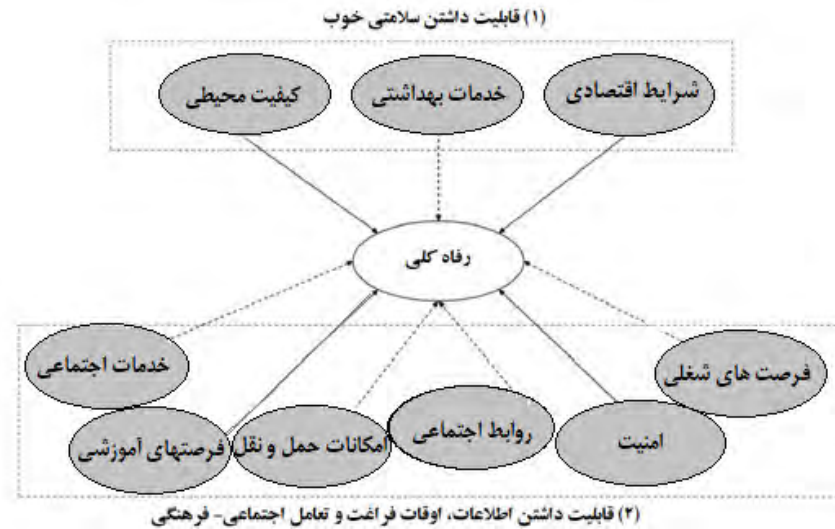 (۱) قابلیت داشتن سلامتی خوب
شرایط اقتصادی
خدمات بهداشتی
کیفیت محیطی
رفاه کلی
فرصت های شغلی
خدمات اجتماعی
امنیت
روابط اجتماعی
امکانات حمل و نقل
فرصتهای آموزشی
(۲) قابلیت داشتن اطلاعات، اوقات فراغت و تعامل اجتماعی- فرهنگی